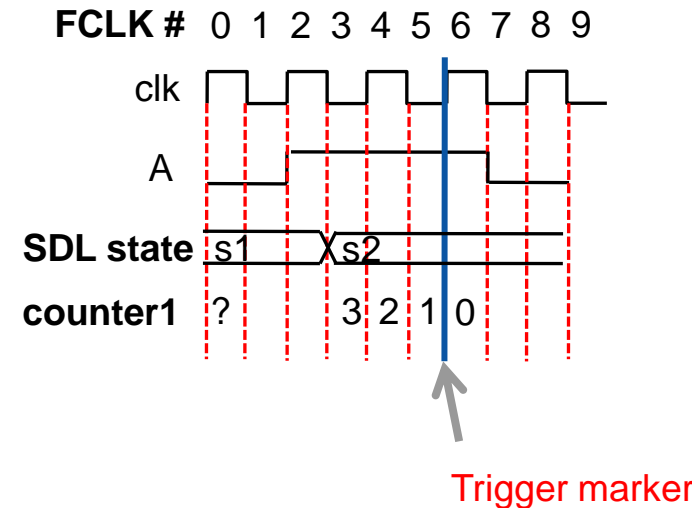 FCLK # 0 1 2 3 4 5 6 7 8 9
clk
A
SDL state s1 s2
counter1 ? 3 2 1 0
Trigger marker